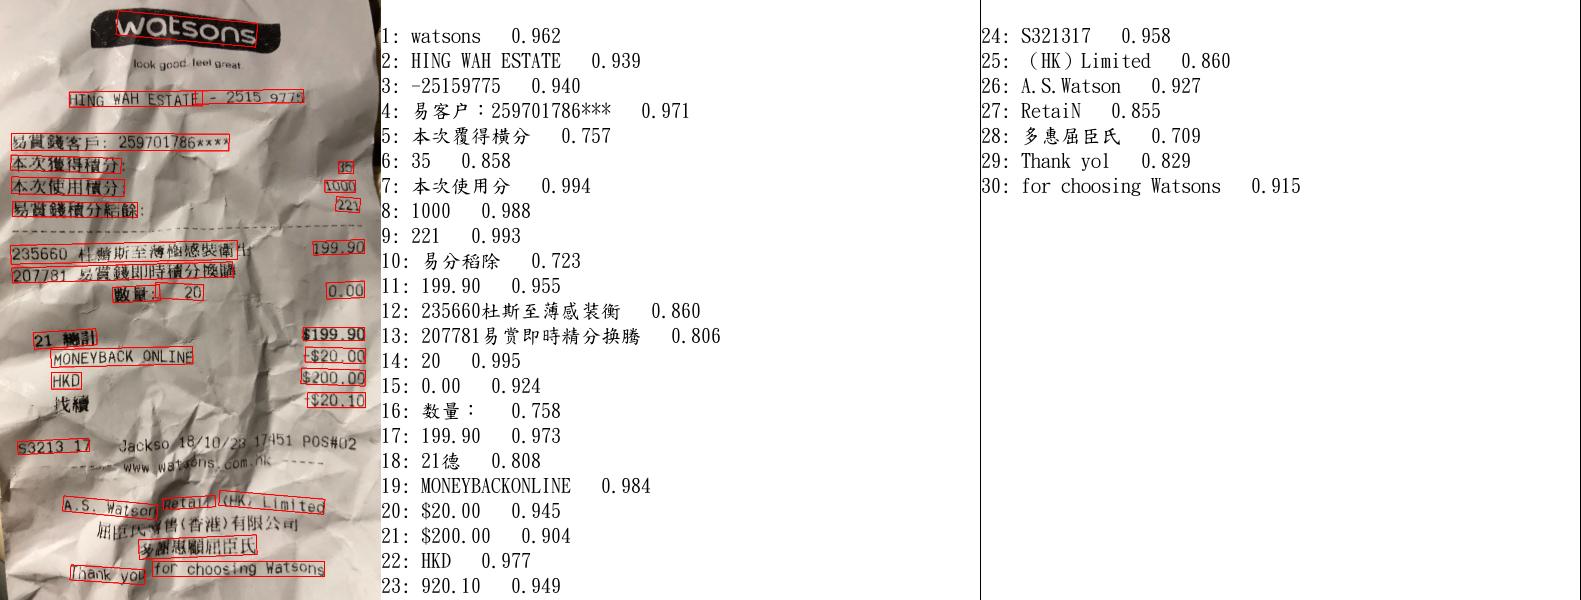 watsons
look good. feel great.
HING WAH ESTATE - 2515 9775
易賞錢客戶: 259701786****
本次獲得積分: 35
本次使用積分: 1000
易賞錢積分結餘: 221
235660 杜蕾斯至薄極感裝衛生 199.90
207781 易賞錢即時積分換購
數量: 20 0.00
21 總計 $199.90
MONEYBACK ONLINE -$20.00
HKD $200.00
找續 -$20.10
S3213 17 Jackso 18/10/23 17451 POS#02
www.watsons.com.hk
A.S. Watson Retail (HK) Limited
屈臣氏零售(香港)有限公司
多謝惠顧屈臣氏
Thank you for choosing Watsons
1: watsons 0.962
2: HING WAH ESTATE 0.939
3: -25159775 0.940
4: 易客户：259701786*** 0.971
5: 本次覆得橫分 0.757
6: 35 0.858
7: 本次使用分 0.994
8: 1000 0.988
9: 221 0.993
10: 易分稻除 0.723
11: 199.90 0.955
12: 235660杜斯至薄感装衡 0.860
13: 207781易赏即時精分换腾 0.806
14: 20 0.995
15: 0.00 0.924
16: 数量： 0.758
17: 199.90 0.973
18: 21德 0.808
19: MONEYBACKONLINE 0.984
20: $20.00 0.945
21: $200.00 0.904
22: HKD 0.977
23: 920.10 0.949
24: S321317 0.958
25: （HK）Limited 0.860
26: A.S.Watson 0.927
27: RetaiN 0.855
28: 多惠屈臣氏 0.709
29: Thank yol 0.829
30: for choosing Watsons 0.915